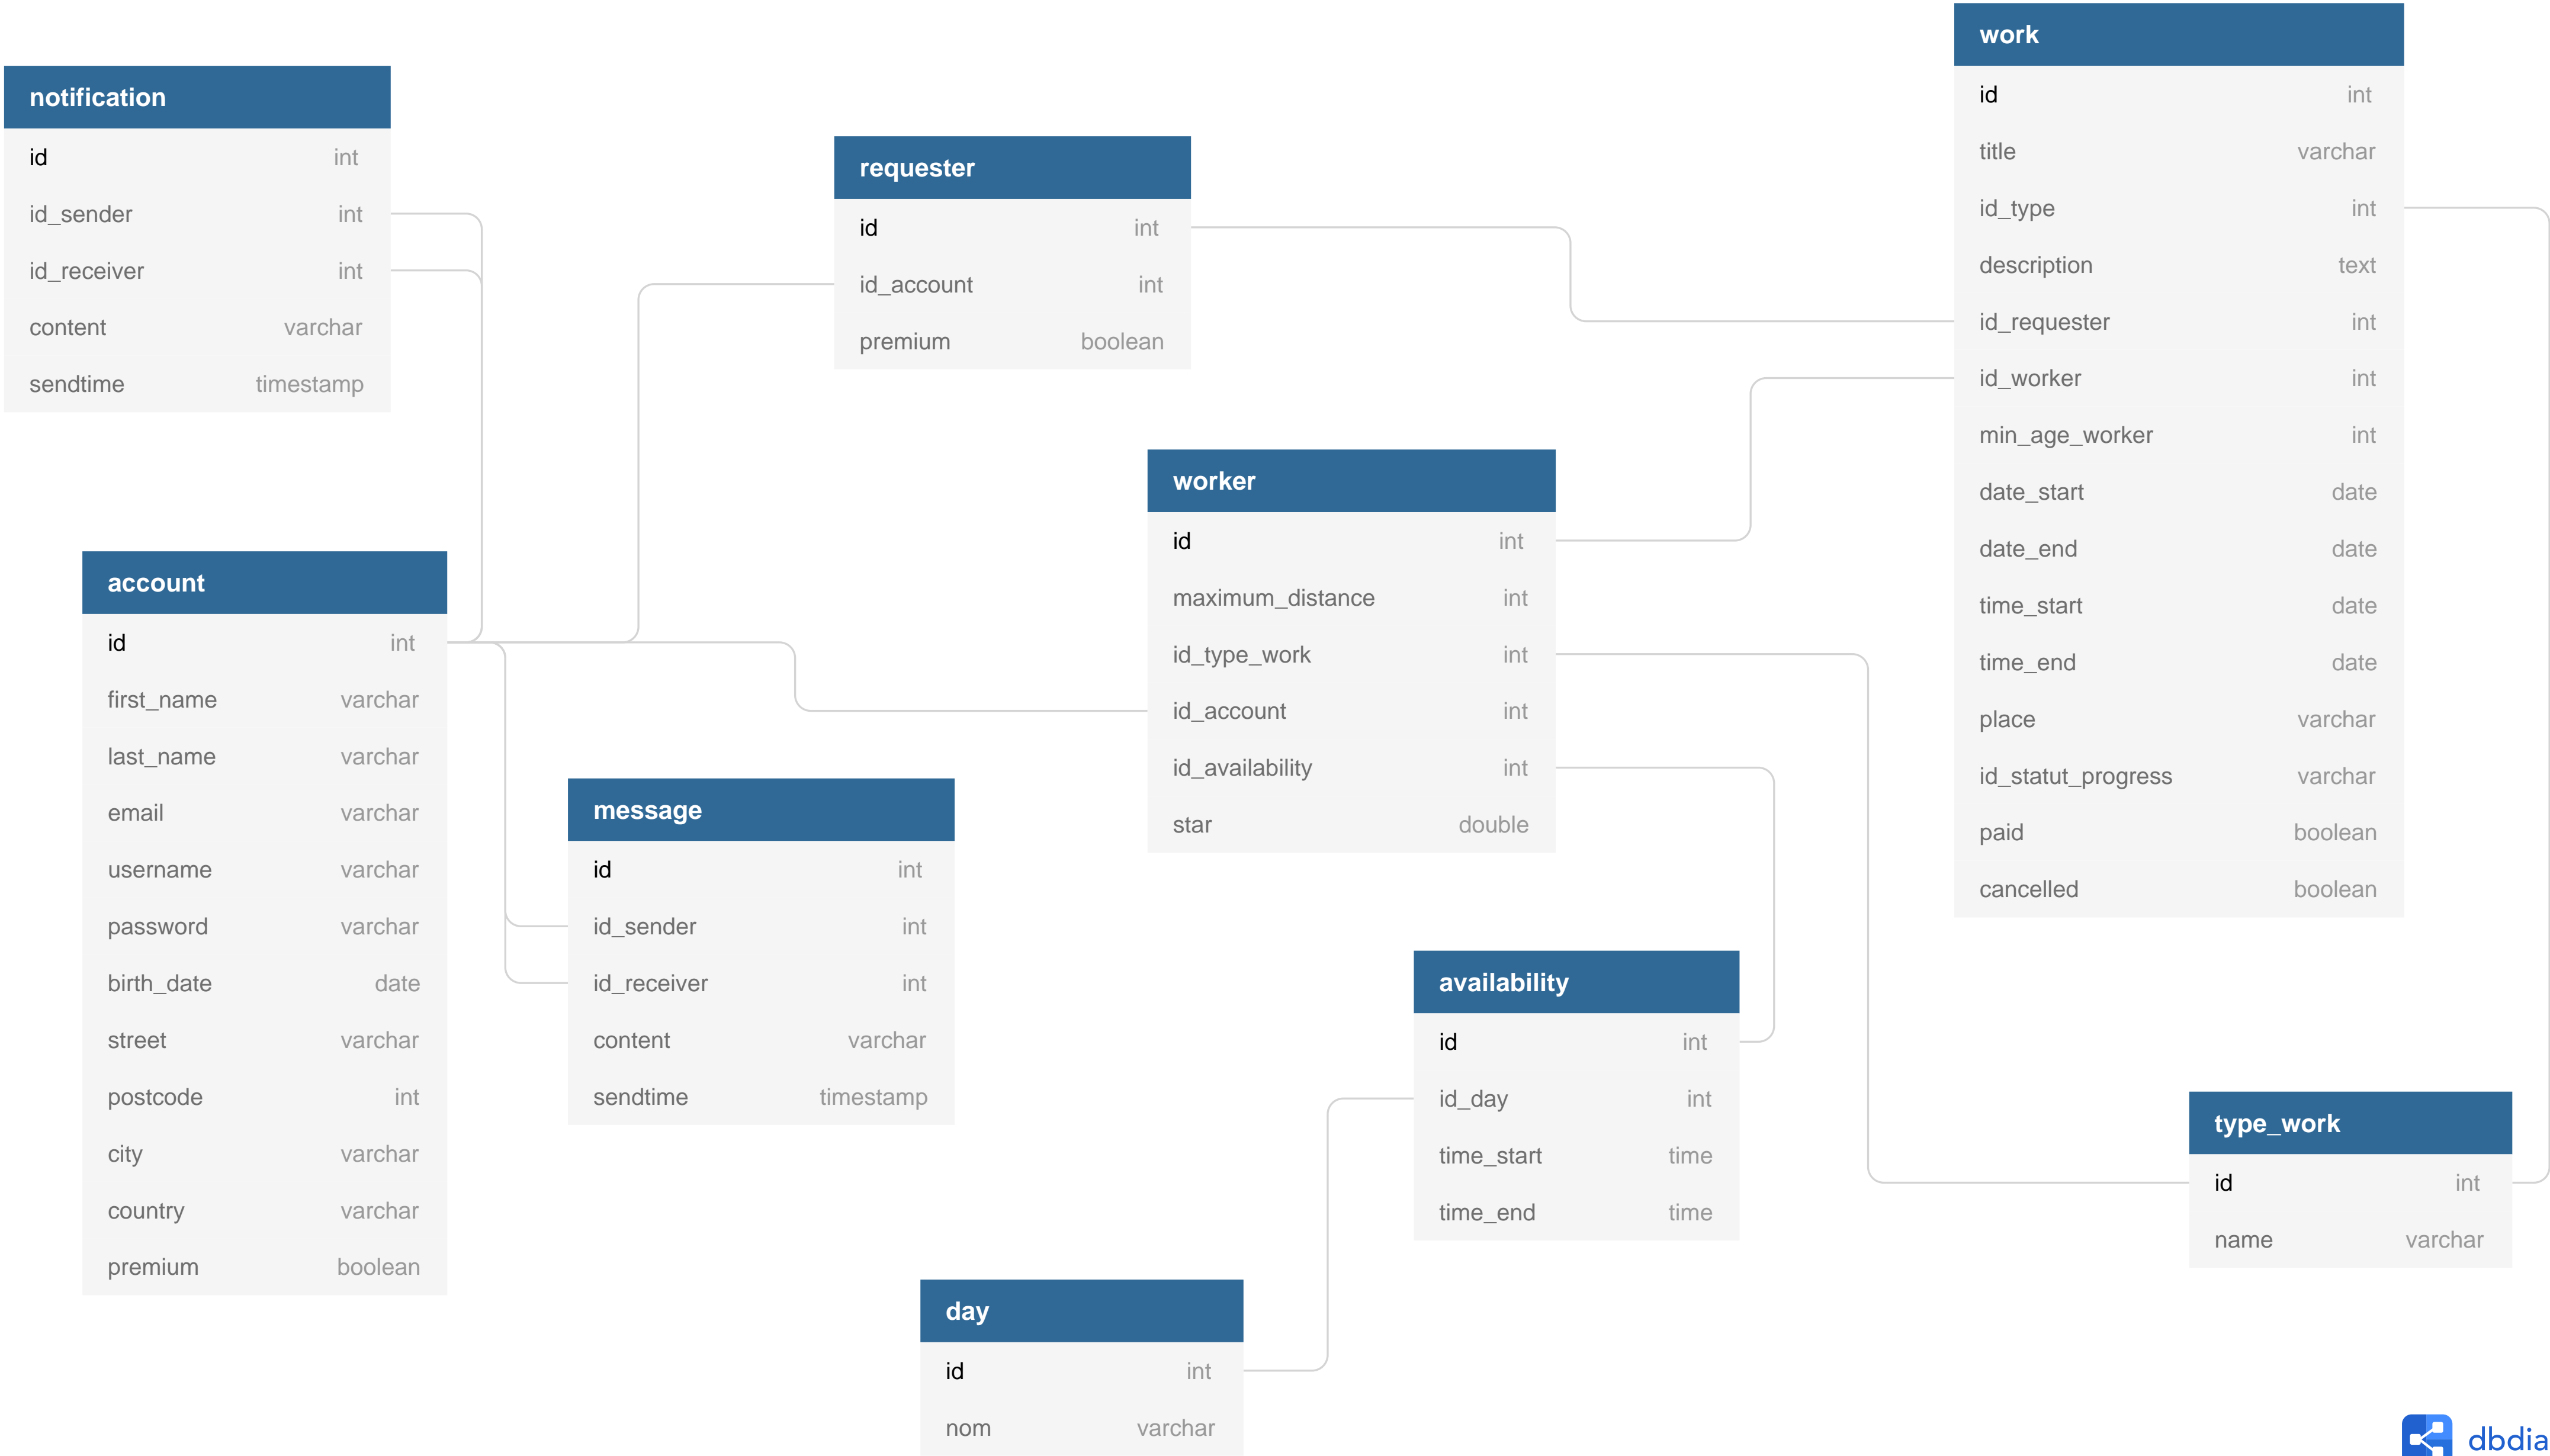 notification
id int
id_sender int
id_receiver int
content varchar
sendtime timestamp
account
id int
first_name varchar
last_name varchar
email varchar
username varchar
password varchar
birth_date date
street varchar
postcode int
city varchar
country varchar
premium boolean
message
id int
id_sender int
id_receiver int
content varchar
sendtime timestamp
requester
id int
id_account int
premium boolean
worker
id int
maximum_distance int
id_type_work int
id_account int
id_availability int
star double
day
id int
nom varchar
availability
id int
id_day int
time_start time
time_end time
work
id int
title varchar
id_type int
description text
id_requester int
id_worker int
min_age_worker int
date_start date
date_end date
time_start date
time_end date
place varchar
id_statut_progress varchar
paid boolean
cancelled boolean
type_work
id int
name varchar
dbdia